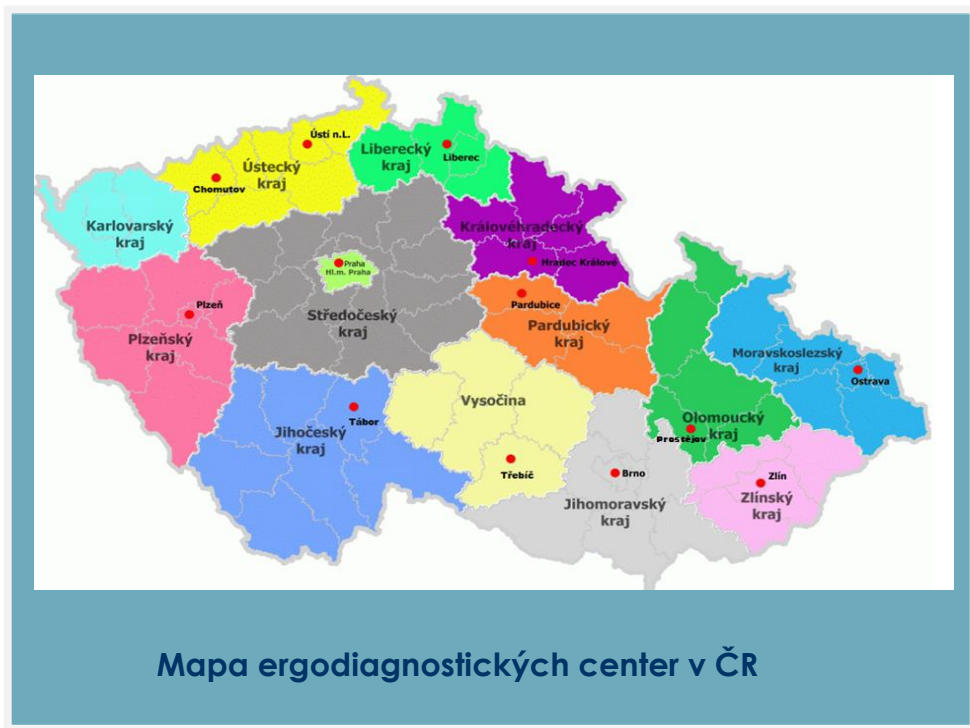 Ústí n.L.
Ústecký
kraj
Chomutov
Liberecký
kraj
Liberec
Karlovarský
kraj
Královéhradecký
kraj
Hradec Králové
Praha
Hl.m. Praha
Středočeský
kraj
Plzeň
Plzeňský
kraj
Pardubice
Pardubický
kraj
Moravskoslezský
kraj
Ostrava
Vysočina
Třebíč
Tábor
Jihočeský
kraj
Olomoucký
kraj
Prostějov
Brno
Jihomoravský
kraj
Zlín
Zlínský
kraj
Mapa ergodiagnostických center v ČR